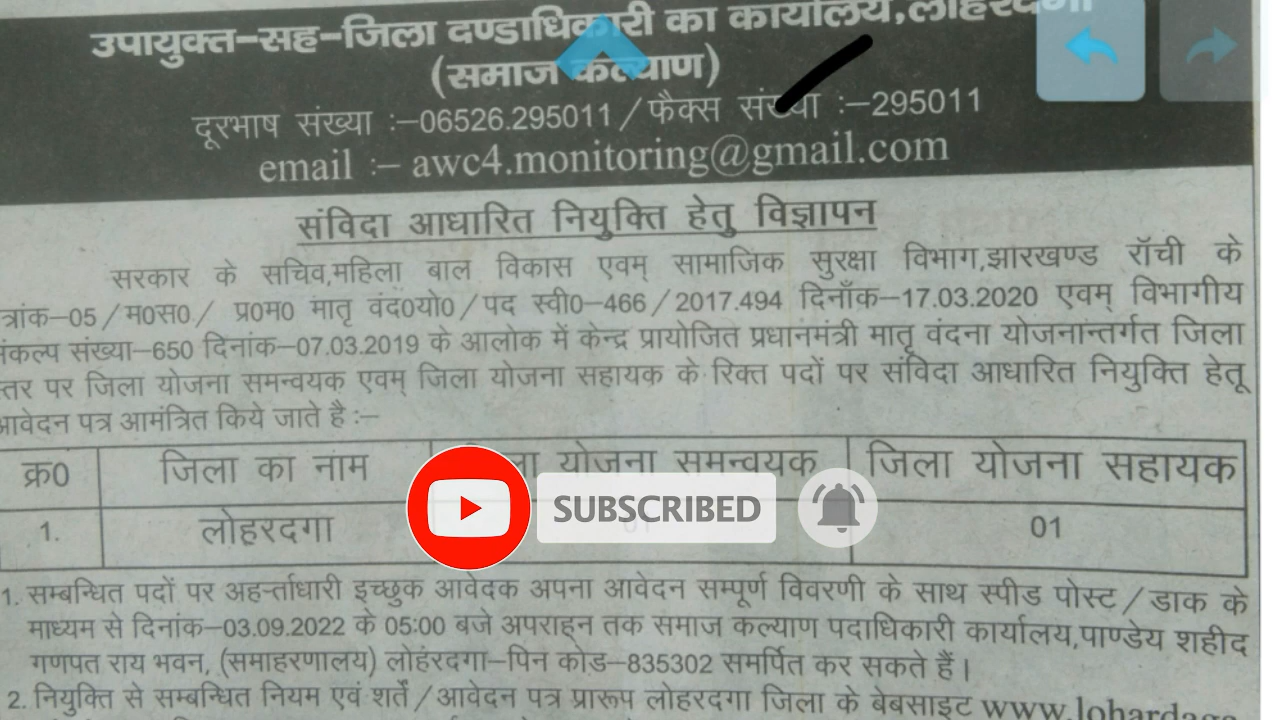 उपायुक्त-सह-जिला दण्डाधिकारी का कार्यालय,लोहरदगा
(समाज कल्याण)
दूरभाष संख्या :-06526.295011 / फैक्स संख्या :-295011
email :- awc4.monitoring@gmail.com
संविदा आधारित नियुक्ति हेतु विज्ञापन
सरकार के सचिव,महिला बाल विकास एवम् सामाजिक सुरक्षा विभाग,झारखण्ड राँची के
त्रांक-05/म0स0/ प्र0म0 मातृ वंद0यो0/पद स्वी0-466/2017.494 दिनाँक-17.03.2020 एवम् विभागीय
ंकल्प संख्या-650 दिनांक-07.03.2019 के आलोक में केन्द्र प्रायोजित प्रधानमंत्री मातृ वंदना योजनान्तर्गत जिला
तर पर जिला योजना समन्वयक एवम् जिला योजना सहायक के रिक्त पदों पर संविदा आधारित नियुक्ति हेतू
आवेदन पत्र आमंत्रित किये जाते है :-
क्र0 जिला का नाम ला योजना समन्वयक जिला योजना सहायक
1. लोहरदगा 01 01
SUBSCRIBED
1. सम्बन्धित पदों पर अहर्न्ताधारी इच्छुक आवेदक अपना आवेदन सम्पूर्ण विवरणी के साथ स्पीड पोस्ट/डाक के
माध्यम से दिनांक-03.09.2022 के 05:00 बजे अपराह्न तक समाज कल्याण पदाधिकारी कार्यालय,पाण्डेय शहीद
गणपत राय भवन, (समाहरणालय) लोहंरदगा-पिन कोड-835302 समर्पित कर सकते हैं।
2. नियुक्ति से सम्बन्धित नियम एवं शर्तें/आवेदन पत्र प्रारूप लोहरदगा जिला के बेबसाइट www.lohardaga